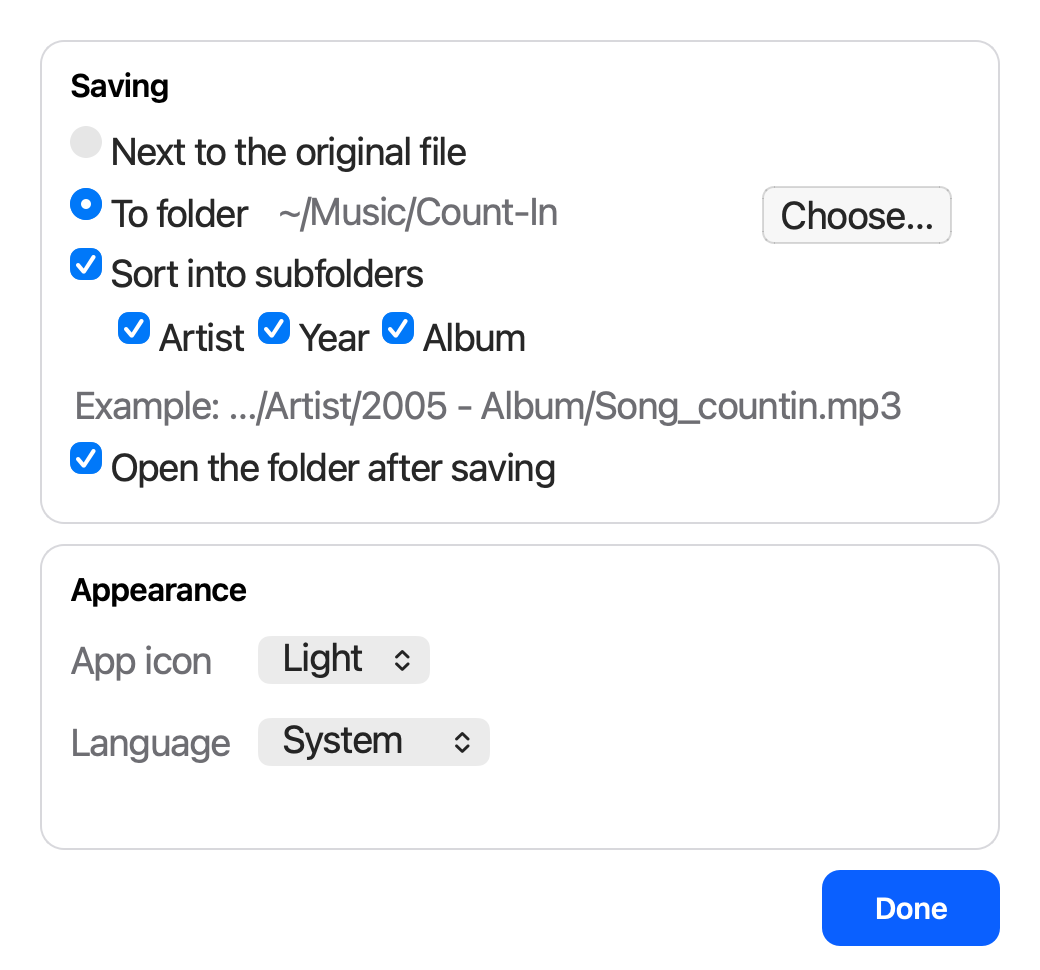 Saving
Next to the original file
To folder ~/Music/Count-In Choose...
Sort into subfolders
Artist Year Album
Example: .../Artist/2005 - Album/Song_countin.mp3
Open the folder after saving
Appearance
App icon Light
Language System
Done